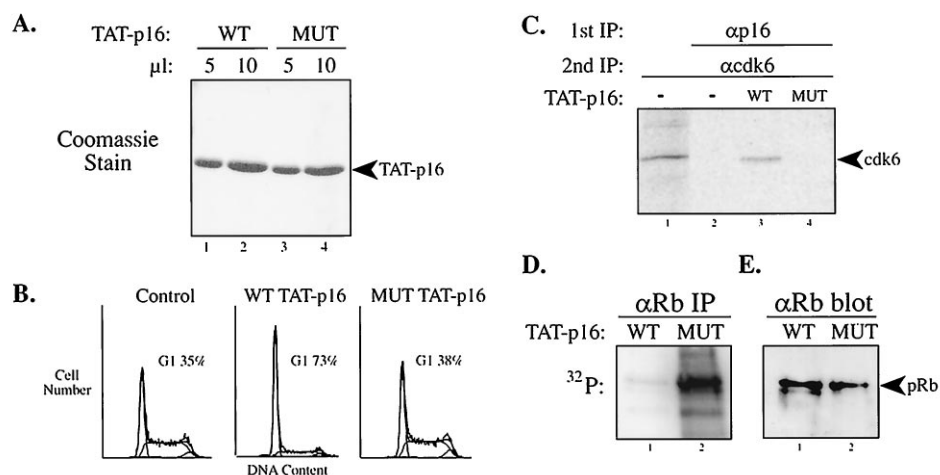 A.
TAT-p16: WT MUT
µl: 5 10 5 10
Coomassie
Stain
TAT-p16
1 2 3 4
B.
Control WT TAT-p16 MUT TAT-p16
G1 35% G1 73% G1 38%
Cell
Number
DNA Content
C.
1st IP: αp16
2nd IP: αcdk6
TAT-p16: - - WT MUT
cdk6
1 2 3 4
D.
αRb IP
TAT-p16: WT MUT
³²P:
1 2
E.
αRb blot
WT MUT
pRb
1 2